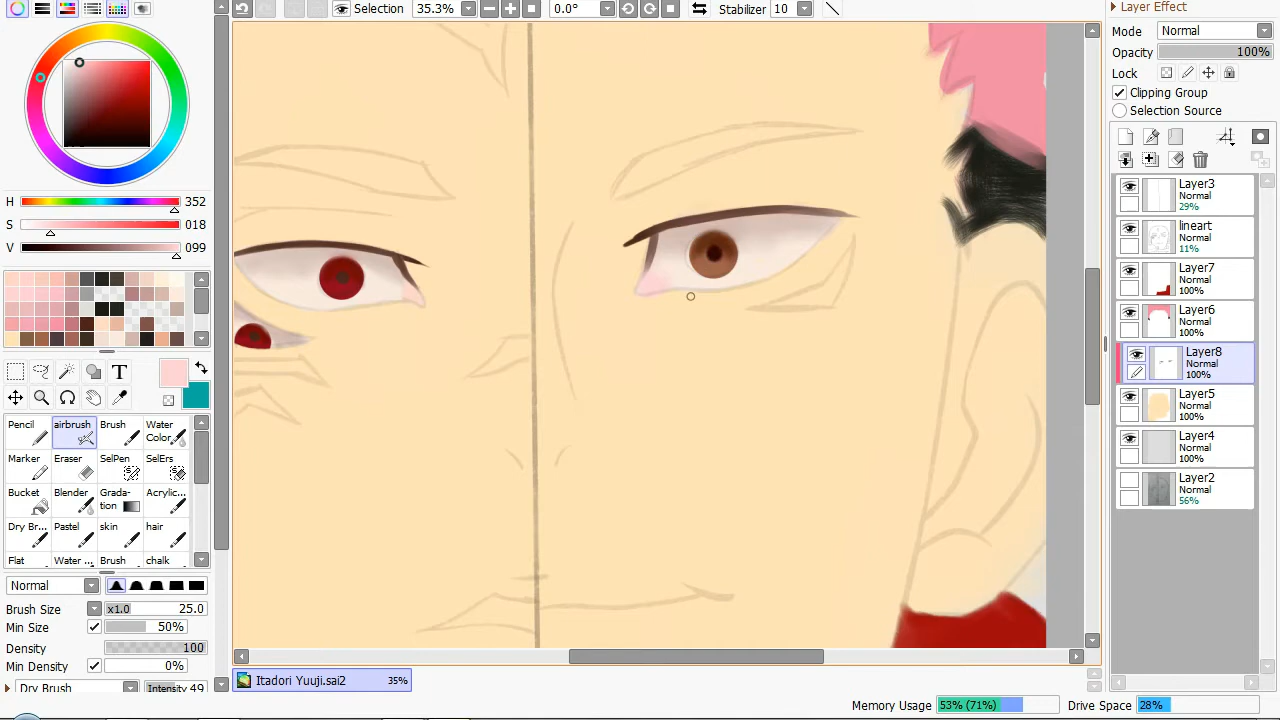 Selection 35.3% 0.0° Stabilizer 10
Layer Effect
Mode Normal
Opacity 100%
Lock
Clipping Group
Selection Source
H 352
S 018
V 099
T
Pencil airbrush Brush Water Color
Marker Eraser SelPen SelErs
Bucket Blender Grada-tion Acrylic...
Dry Br... Pastel skin hair
Flat Water ... Brush chalk
Normal
Brush Size x1.0 25.0
Min Size 50%
Density 100
Min Density 0%
Dry Brush Intensity 49
Layer3
Normal
29%
lineart
Normal
11%
Layer7
Normal
100%
Layer6
Normal
100%
Layer8
Normal
100%
Layer5
Normal
100%
Layer4
Normal
100%
Layer2
Normal
56%
Itadori Yuuji.sai2 35%
Memory Usage 53% (71%) Drive Space 28%